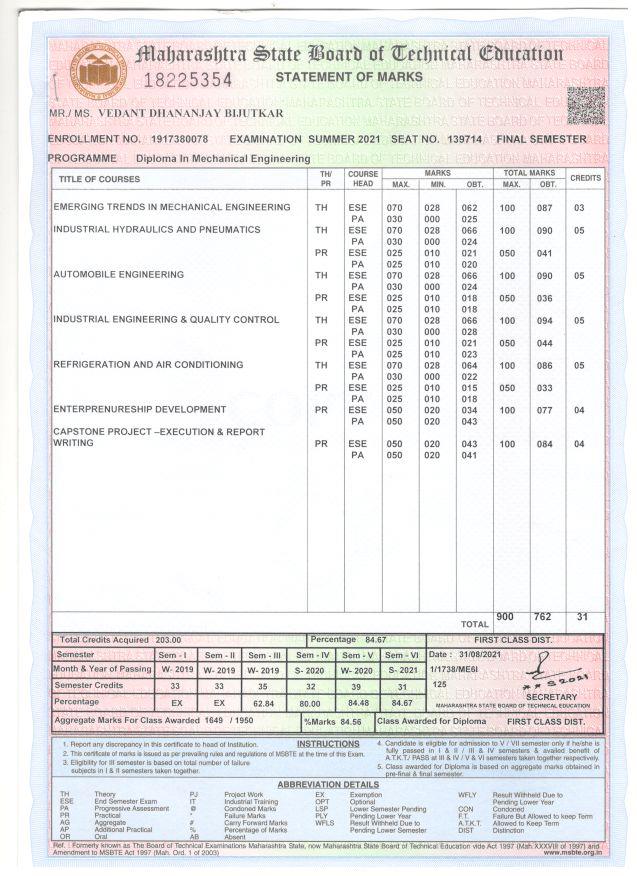 Maharashtra State Board of Technical Education
18225354 STATEMENT OF MARKS
MR./ MS. VEDANT DHANANJAY BIJUTKAR
ENROLLMENT NO. 1917380078 EXAMINATION SUMMER 2021 SEAT NO. 139714 FINAL SEMESTER
PROGRAMME Diploma In Mechanical Engineering
TITLE OF COURSES TH/ PR COURSE HEAD MARKS MAX. MIN. OBT. TOTAL MARKS MAX. OBT. CREDITS
EMERGING TRENDS IN MECHANICAL ENGINEERING TH ESE 070 028 062 100 087 03
PA 030 000 025
INDUSTRIAL HYDRAULICS AND PNEUMATICS TH ESE 070 028 066 100 090 05
PA 030 000 024
PR ESE 025 010 021 050 041
PA 025 010 020
AUTOMOBILE ENGINEERING TH ESE 070 028 066 100 090 05
PA 030 000 024
PR ESE 025 010 018 050 036
PA 025 010 018
INDUSTRIAL ENGINEERING & QUALITY CONTROL TH ESE 070 028 066 100 094 05
PA 030 000 028
PR ESE 025 010 021 050 044
PA 025 010 023
REFRIGERATION AND AIR CONDITIONING TH ESE 070 028 064 100 086 05
PA 030 000 022
PR ESE 025 010 015 050 033
PA 025 010 018
ENTERPRENURESHIP DEVELOPMENT PR ESE 050 020 034 100 077 04
PA 050 020 043
CAPSTONE PROJECT –EXECUTION & REPORT
WRITING PR ESE 050 020 043 100 084 04
PA 050 020 041
TOTAL 900 762 31
Total Credits Acquired 203.00 Percentage 84.67 FIRST CLASS DIST.
Semester Sem - I Sem - II Sem - III Sem - IV Sem - V Sem - VI Date : 31/08/2021
Month & Year of Passing W- 2019 W- 2019 W- 2019 S- 2020 W- 2020 S- 2021 1/1738/ME6I
Semester Credits 33 33 35 32 39 31 125
Percentage EX EX 62.84 80.00 84.48 84.67 SECRETARY
MAHARASHTRA STATE BOARD OF TECHNICAL EDUCATION
Aggregate Marks For Class Awarded 1649 / 1950 %Marks 84.56 Class Awarded for Diploma FIRST CLASS DIST.
INSTRUCTIONS
1. Report any discrepancy in this certificate to head of Institution.
2. This certificate of marks is issued as per prevailing rules and regulations of MSBTE at the time of this Exam.
3. Eligibility for III semester is based on total number of failure
subjects in I & II semesters taken together.
4. Candidate is eligible for admission to V / VII semester only if he/she is
fully passed in I & II / III & IV semesters & availed benefit of
A.T.K.T./ PASS at III & IV / V & VI semesters taken together respectively.
5. Class awarded for Diploma is based on aggregate marks obtained in
pre-final & final semester.
ABBREVIATION DETAILS
TH Theory PJ Project Work EX Exemption WFLY Result Withheld Due to
ESE End Semester Exam IT Industrial Training OPT Optional Pending Lower Year
PA Progressive Assessment @ Condoned Marks LSP Lower Semester Pending CON Condoned
PR Practical * Failure Marks PLY Pending Lower Year F.T. Failure But Allowed to keep Term
AG Aggregate # Carry Forward Marks WFLS Result Withheld Due to A.T.K.T. Allowed to Keep Term
AP Additional Practical % Percentage of Marks Pending Lower Semester DIST Distinction
OR Oral AB Absent
Ref. : Formerly known as The Board of Technical Examinations Maharashtra State, now Maharashtra State Board of Technical Education vide Act 1997 (Mah.XXXVIII of 1997) and
Amendment to MSBTE Act 1997 (Mah. Ord. 1 of 2003) www.msbte.org.in